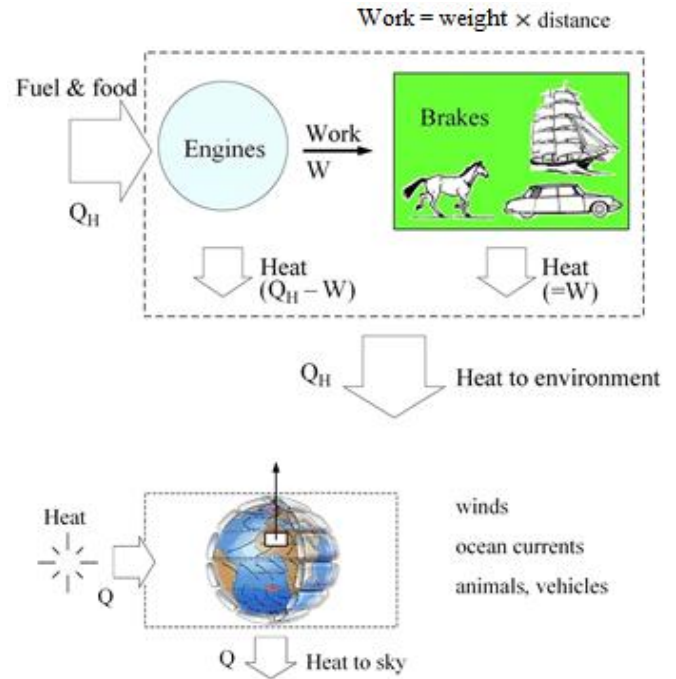 Work = weight × distance
Fuel & food
Q_H
Engines
Work
W
Brakes
Heat
(Q_H – W)
Heat
(=W)
Q_H
Heat to environment
Heat
Q
winds
ocean currents
animals, vehicles
Q
Heat to sky